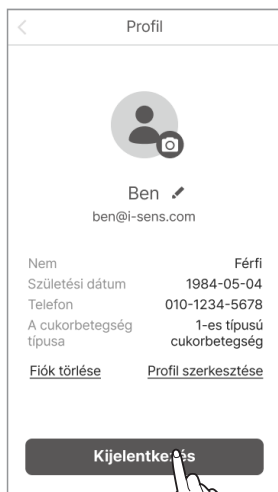 Profil
Ben
ben@i-sens.com
Nem Férfi
Születési dátum 1984-05-04
Telefon 010-1234-5678
A cukorbetegség típusa 1-es típusú cukorbetegség
Fiók törlése Profil szerkesztése
Kijelentkezés